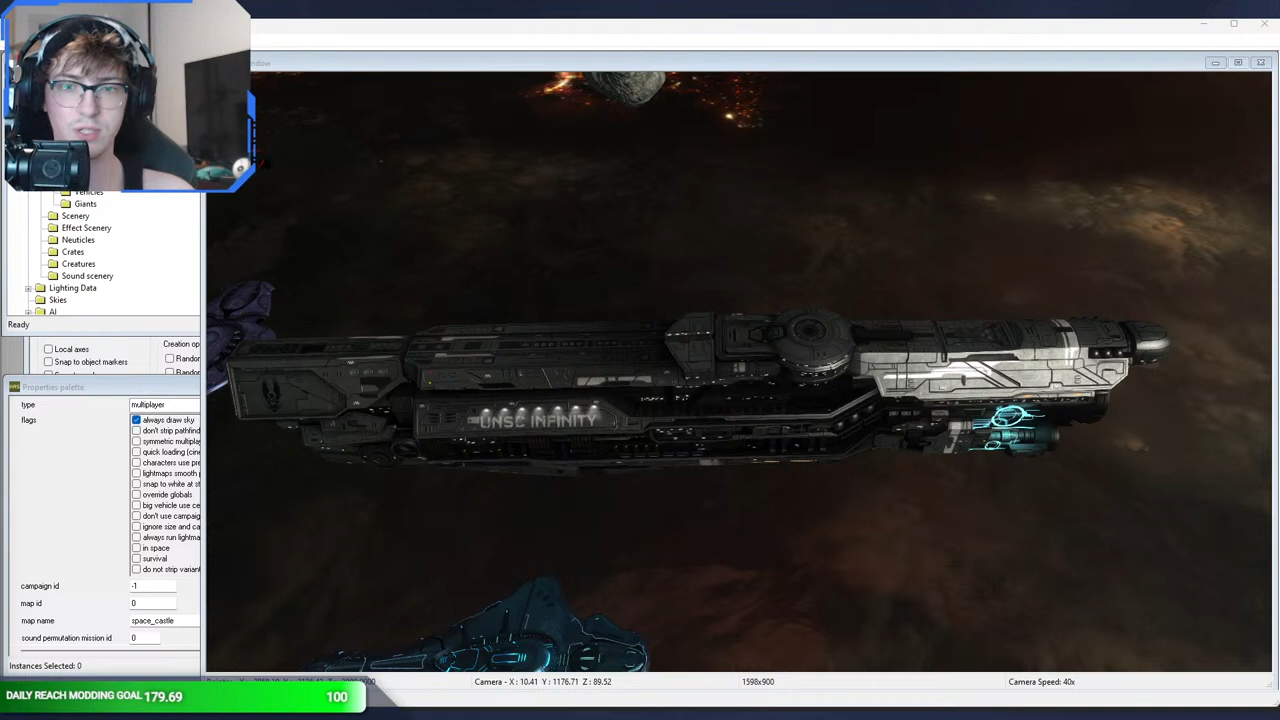 ndow
Vehicles
Giants
Scenery
Effect Scenery
Neuticles
Crates
Creatures
Sound scenery
Lighting Data
Skies
AI
Ready
Local axes
Snap to object markers
Creation op
Random
Random
Properties palette
type
multiplayer
flags
always draw sky
don't strip pathfind
symmetric multipla
quick loading (cine
characters use pre
lightmaps smooth p
snap to white at st
override globals
big vehicle use ce
don't use campaig
ignore size and ca
always run lightma
in space
survival
do not strip variant
campaign id
-1
map id
0
map name
space_castle
sound permutation mission id
0
Instances Selected: 0
UNSC INFINITY
Camera - X : 10.41 Y : 1176.71 Z : 89.52
1598x900
Camera Speed: 40x
DAILY REACH MODDING GOAL 179.69
100